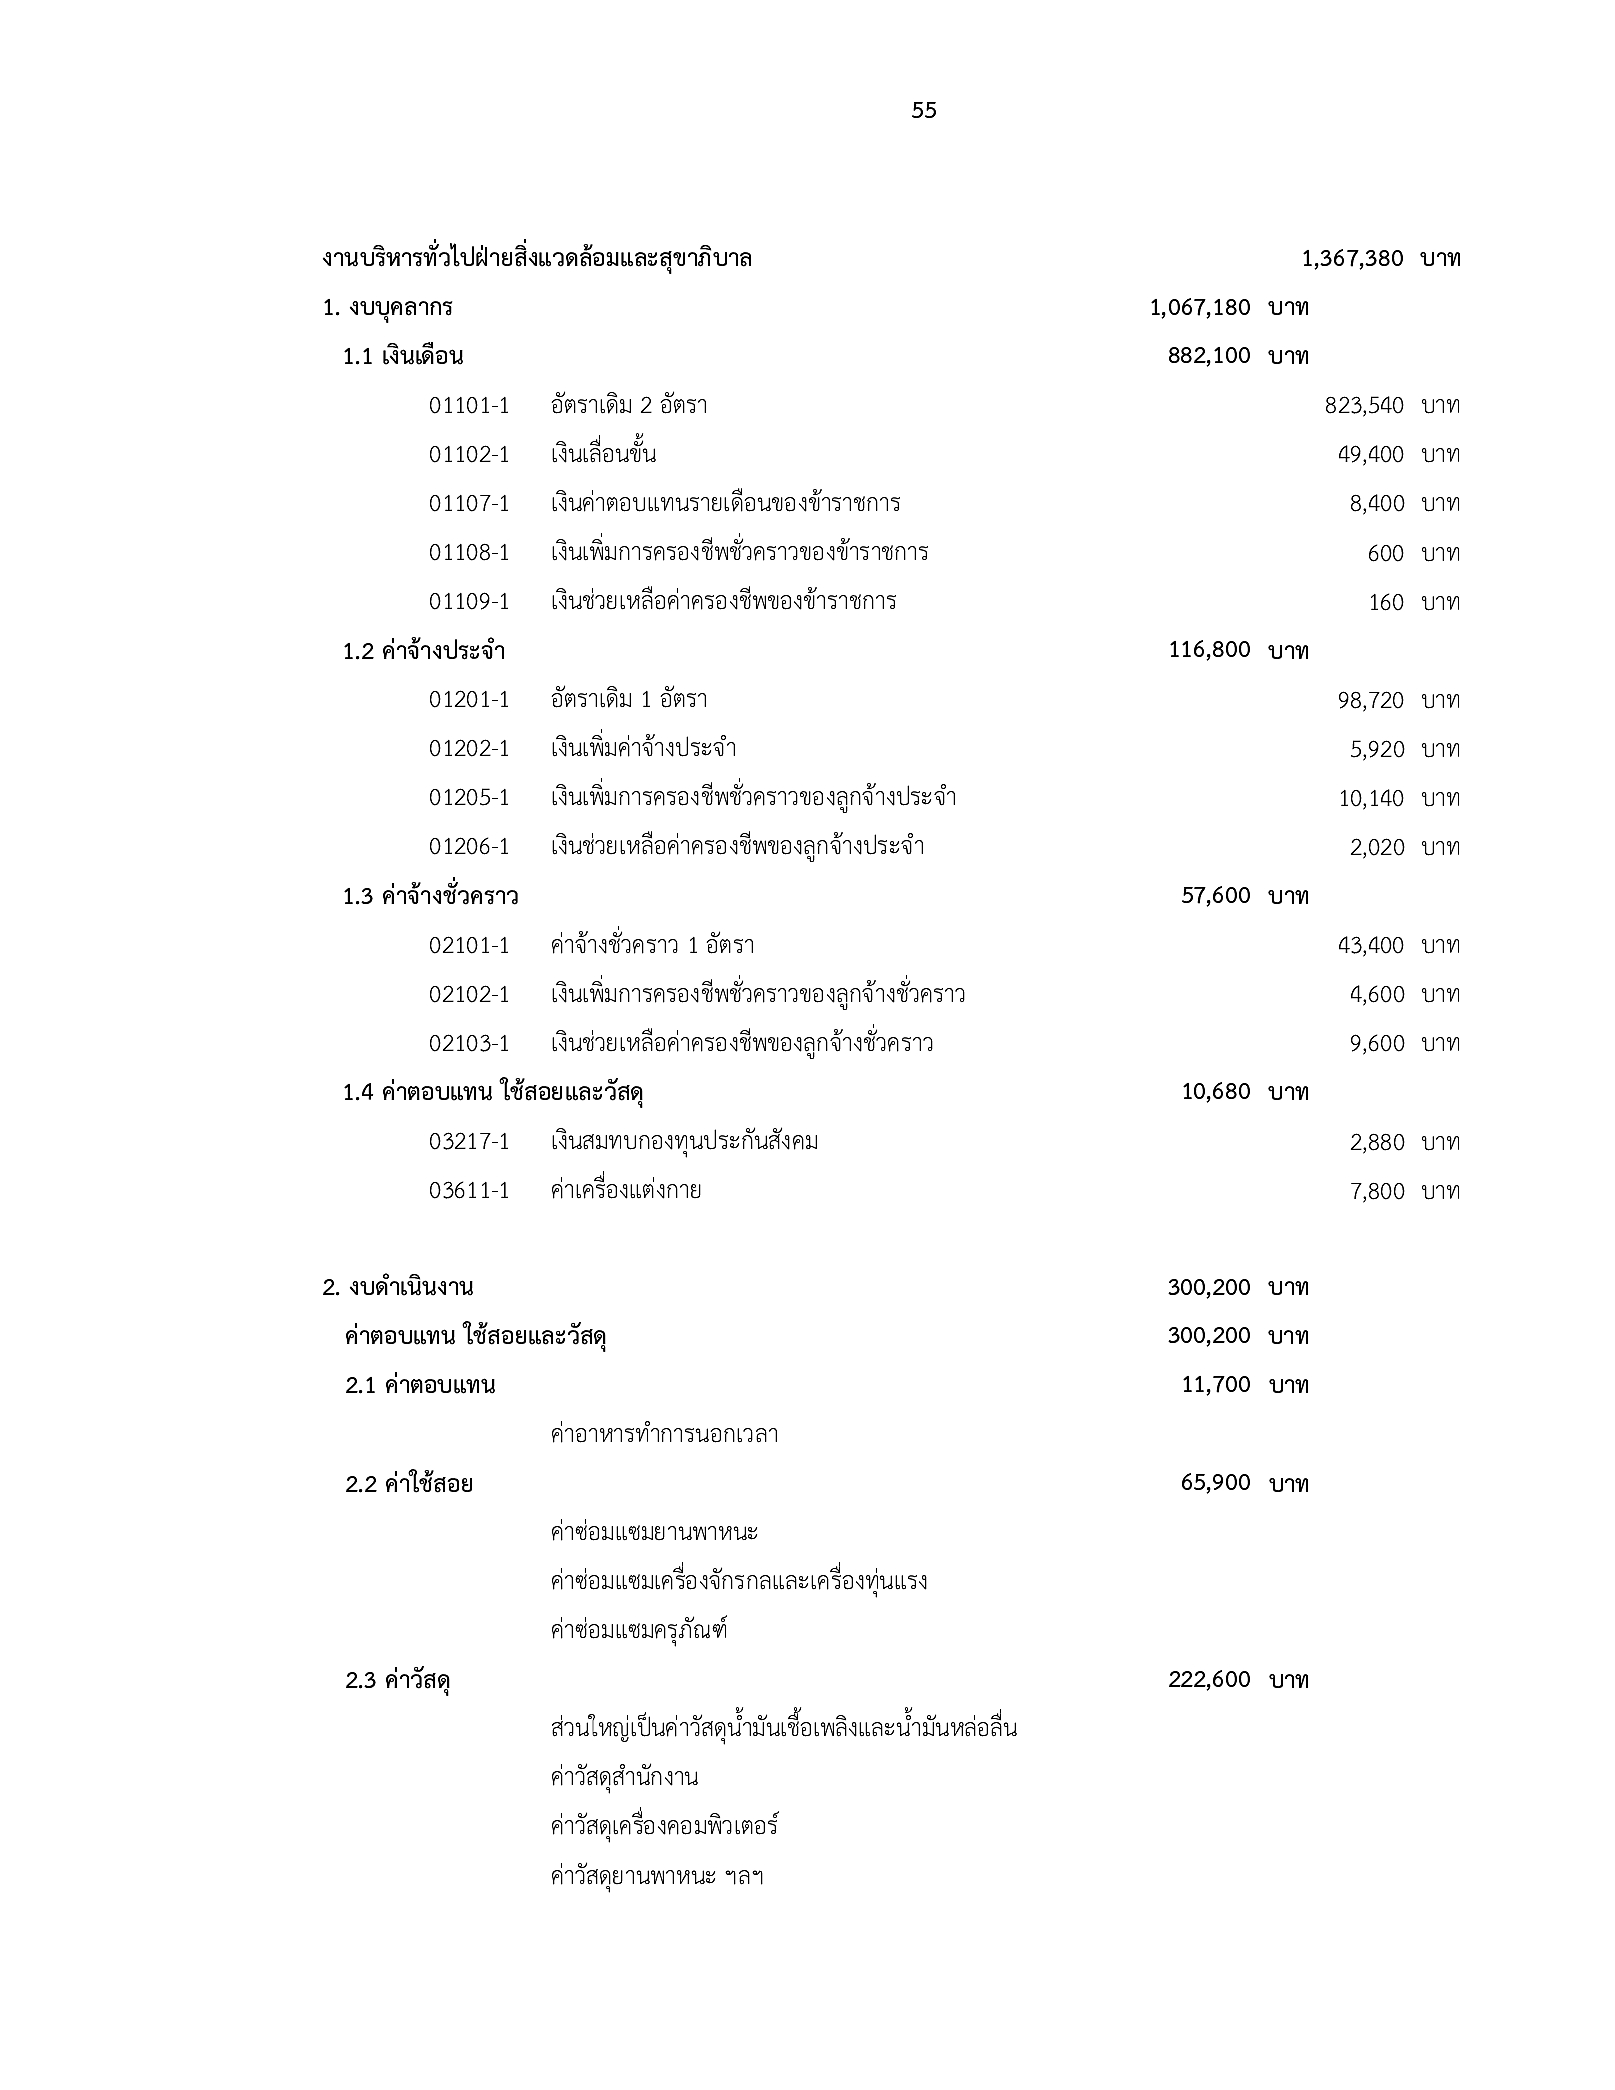 55
งานบริหารทั่วไปฝ่ายสิ่งแวดล้อมและสุขาภิบาล 1,367,380 บาท
1. งบบุคลากร 1,067,180 บาท
1.1 เงินเดือน 882,100 บาท
01101-1 อัตราเดิม 2 อัตรา 823,540 บาท
01102-1 เงินเลื่อนขั้น 49,400 บาท
01107-1 เงินค่าตอบแทนรายเดือนของข้าราชการ 8,400 บาท
01108-1 เงินเพิ่มการครองชีพชั่วคราวของข้าราชการ 600 บาท
01109-1 เงินช่วยเหลือค่าครองชีพของข้าราชการ 160 บาท
1.2 ค่าจ้างประจำ 116,800 บาท
01201-1 อัตราเดิม 1 อัตรา 98,720 บาท
01202-1 เงินเพิ่มค่าจ้างประจำ 5,920 บาท
01205-1 เงินเพิ่มการครองชีพชั่วคราวของลูกจ้างประจำ 10,140 บาท
01206-1 เงินช่วยเหลือค่าครองชีพของลูกจ้างประจำ 2,020 บาท
1.3 ค่าจ้างชั่วคราว 57,600 บาท
02101-1 ค่าจ้างชั่วคราว 1 อัตรา 43,400 บาท
02102-1 เงินเพิ่มการครองชีพชั่วคราวของลูกจ้างชั่วคราว 4,600 บาท
02103-1 เงินช่วยเหลือค่าครองชีพของลูกจ้างชั่วคราว 9,600 บาท
1.4 ค่าตอบแทน ใช้สอยและวัสดุ 10,680 บาท
03217-1 เงินสมทบกองทุนประกันสังคม 2,880 บาท
03611-1 ค่าเครื่องแต่งกาย 7,800 บาท
2. งบดำเนินงาน 300,200 บาท
ค่าตอบแทน ใช้สอยและวัสดุ 300,200 บาท
2.1 ค่าตอบแทน 11,700 บาท
ค่าอาหารทำการนอกเวลา
2.2 ค่าใช้สอย 65,900 บาท
ค่าซ่อมแซมยานพาหนะ
ค่าซ่อมแซมเครื่องจักรกลและเครื่องทุ่นแรง
ค่าซ่อมแซมครุภัณฑ์
2.3 ค่าวัสดุ 222,600 บาท
ส่วนใหญ่เป็นค่าวัสดุน้ำมันเชื้อเพลิงและน้ำมันหล่อลื่น
ค่าวัสดุสำนักงาน
ค่าวัสดุเครื่องคอมพิวเตอร์
ค่าวัสดุยานพาหนะ ฯลฯ